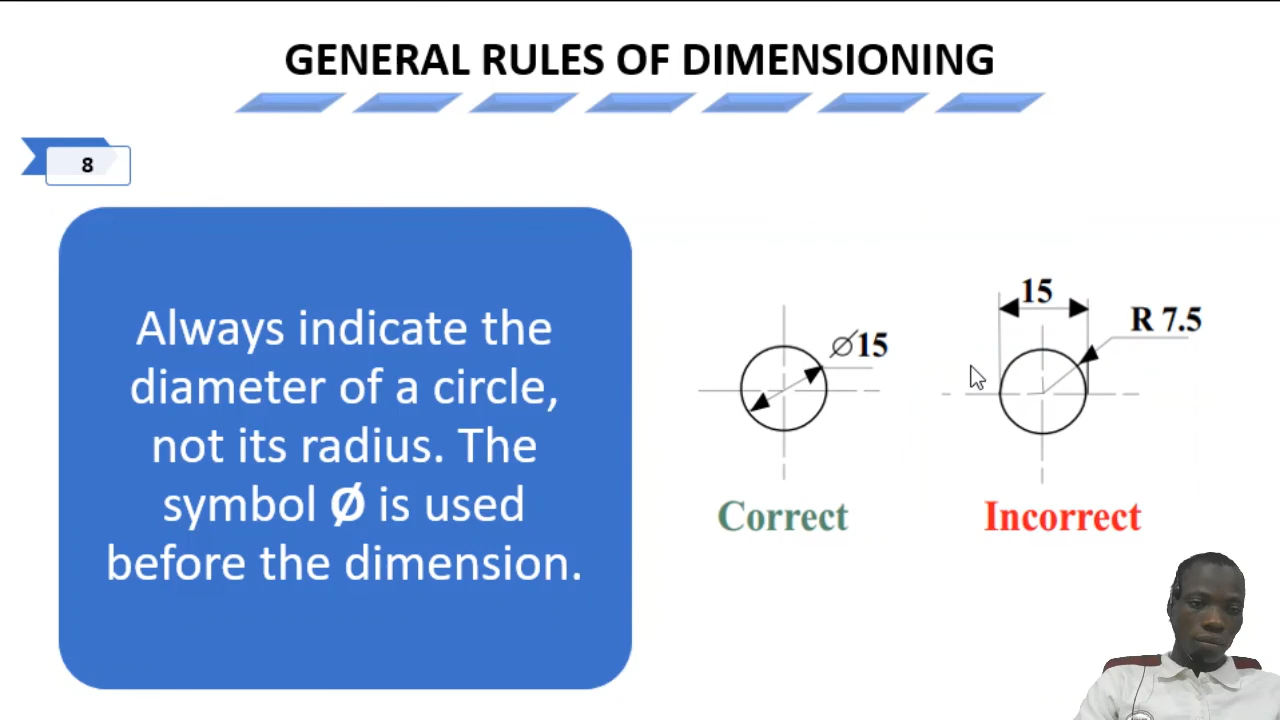 GENERAL RULES OF DIMENSIONING
8
Always indicate the
diameter of a circle,
not its radius. The
symbol Ø is used
before the dimension.
∅15
Correct
15
R 7.5
Incorrect